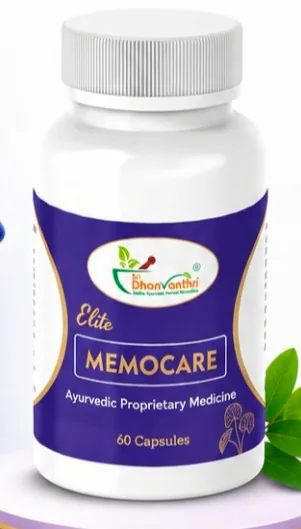 Sri
Dhanvanthri
®
Elite
MEMOCARE
Ayurvedic Proprietary Medicine
60 Capsules